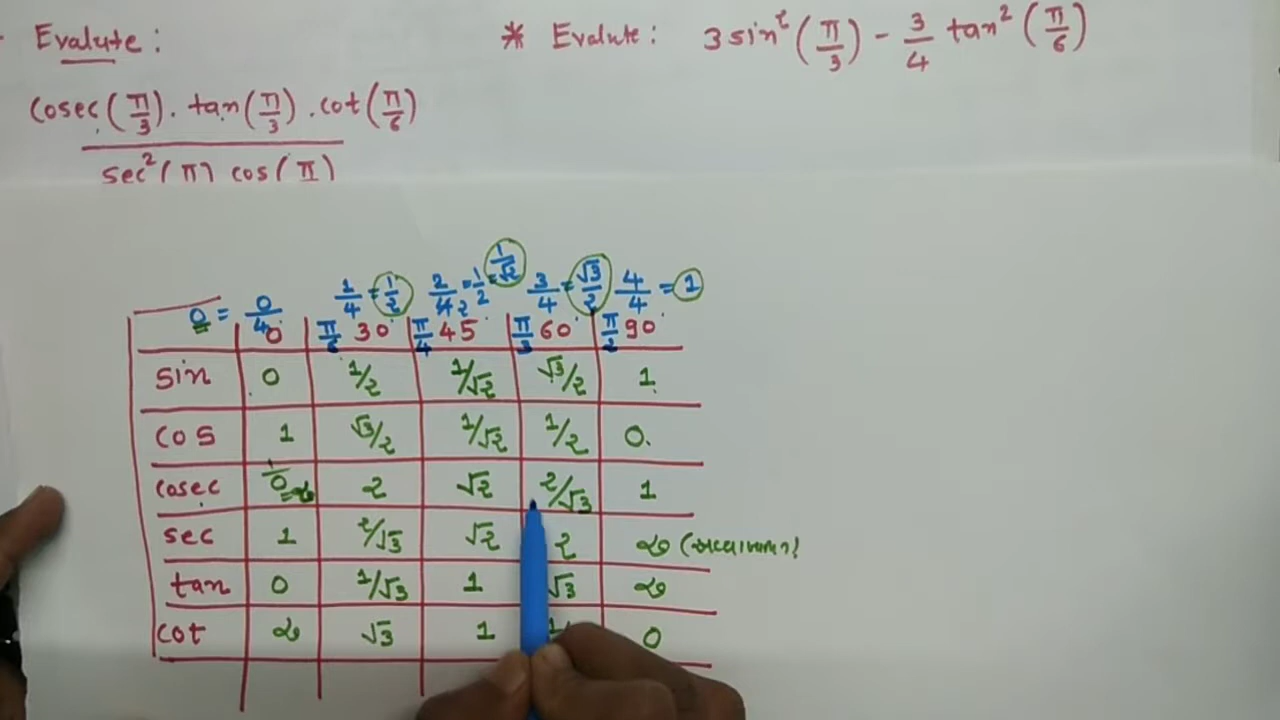 Evalute :
cosec(π/3) . tan(π/3) . cot(π/6)
sec²(π) cos(π)
* Evalute : 3 sin² (π/3) - 3/4 tan² (π/6)
0 = 0/4 1/4 = 1/2 2/4 = 1/2 = 1/√2 3/4 = √3/2 4/4 = 1
0 π/6 30° π/4 45° π/3 60° π/2 90°
sin 0 1/2 1/√2 √3/2 1
cos 1 √3/2 1/√2 1/2 0
cosec 1/0 = ∞ 2 √2 2/√3 1
sec 1 2/√3 √2 2 ∞
tan 0 1/√3 1 √3 ∞
cot ∞ √3 1 0